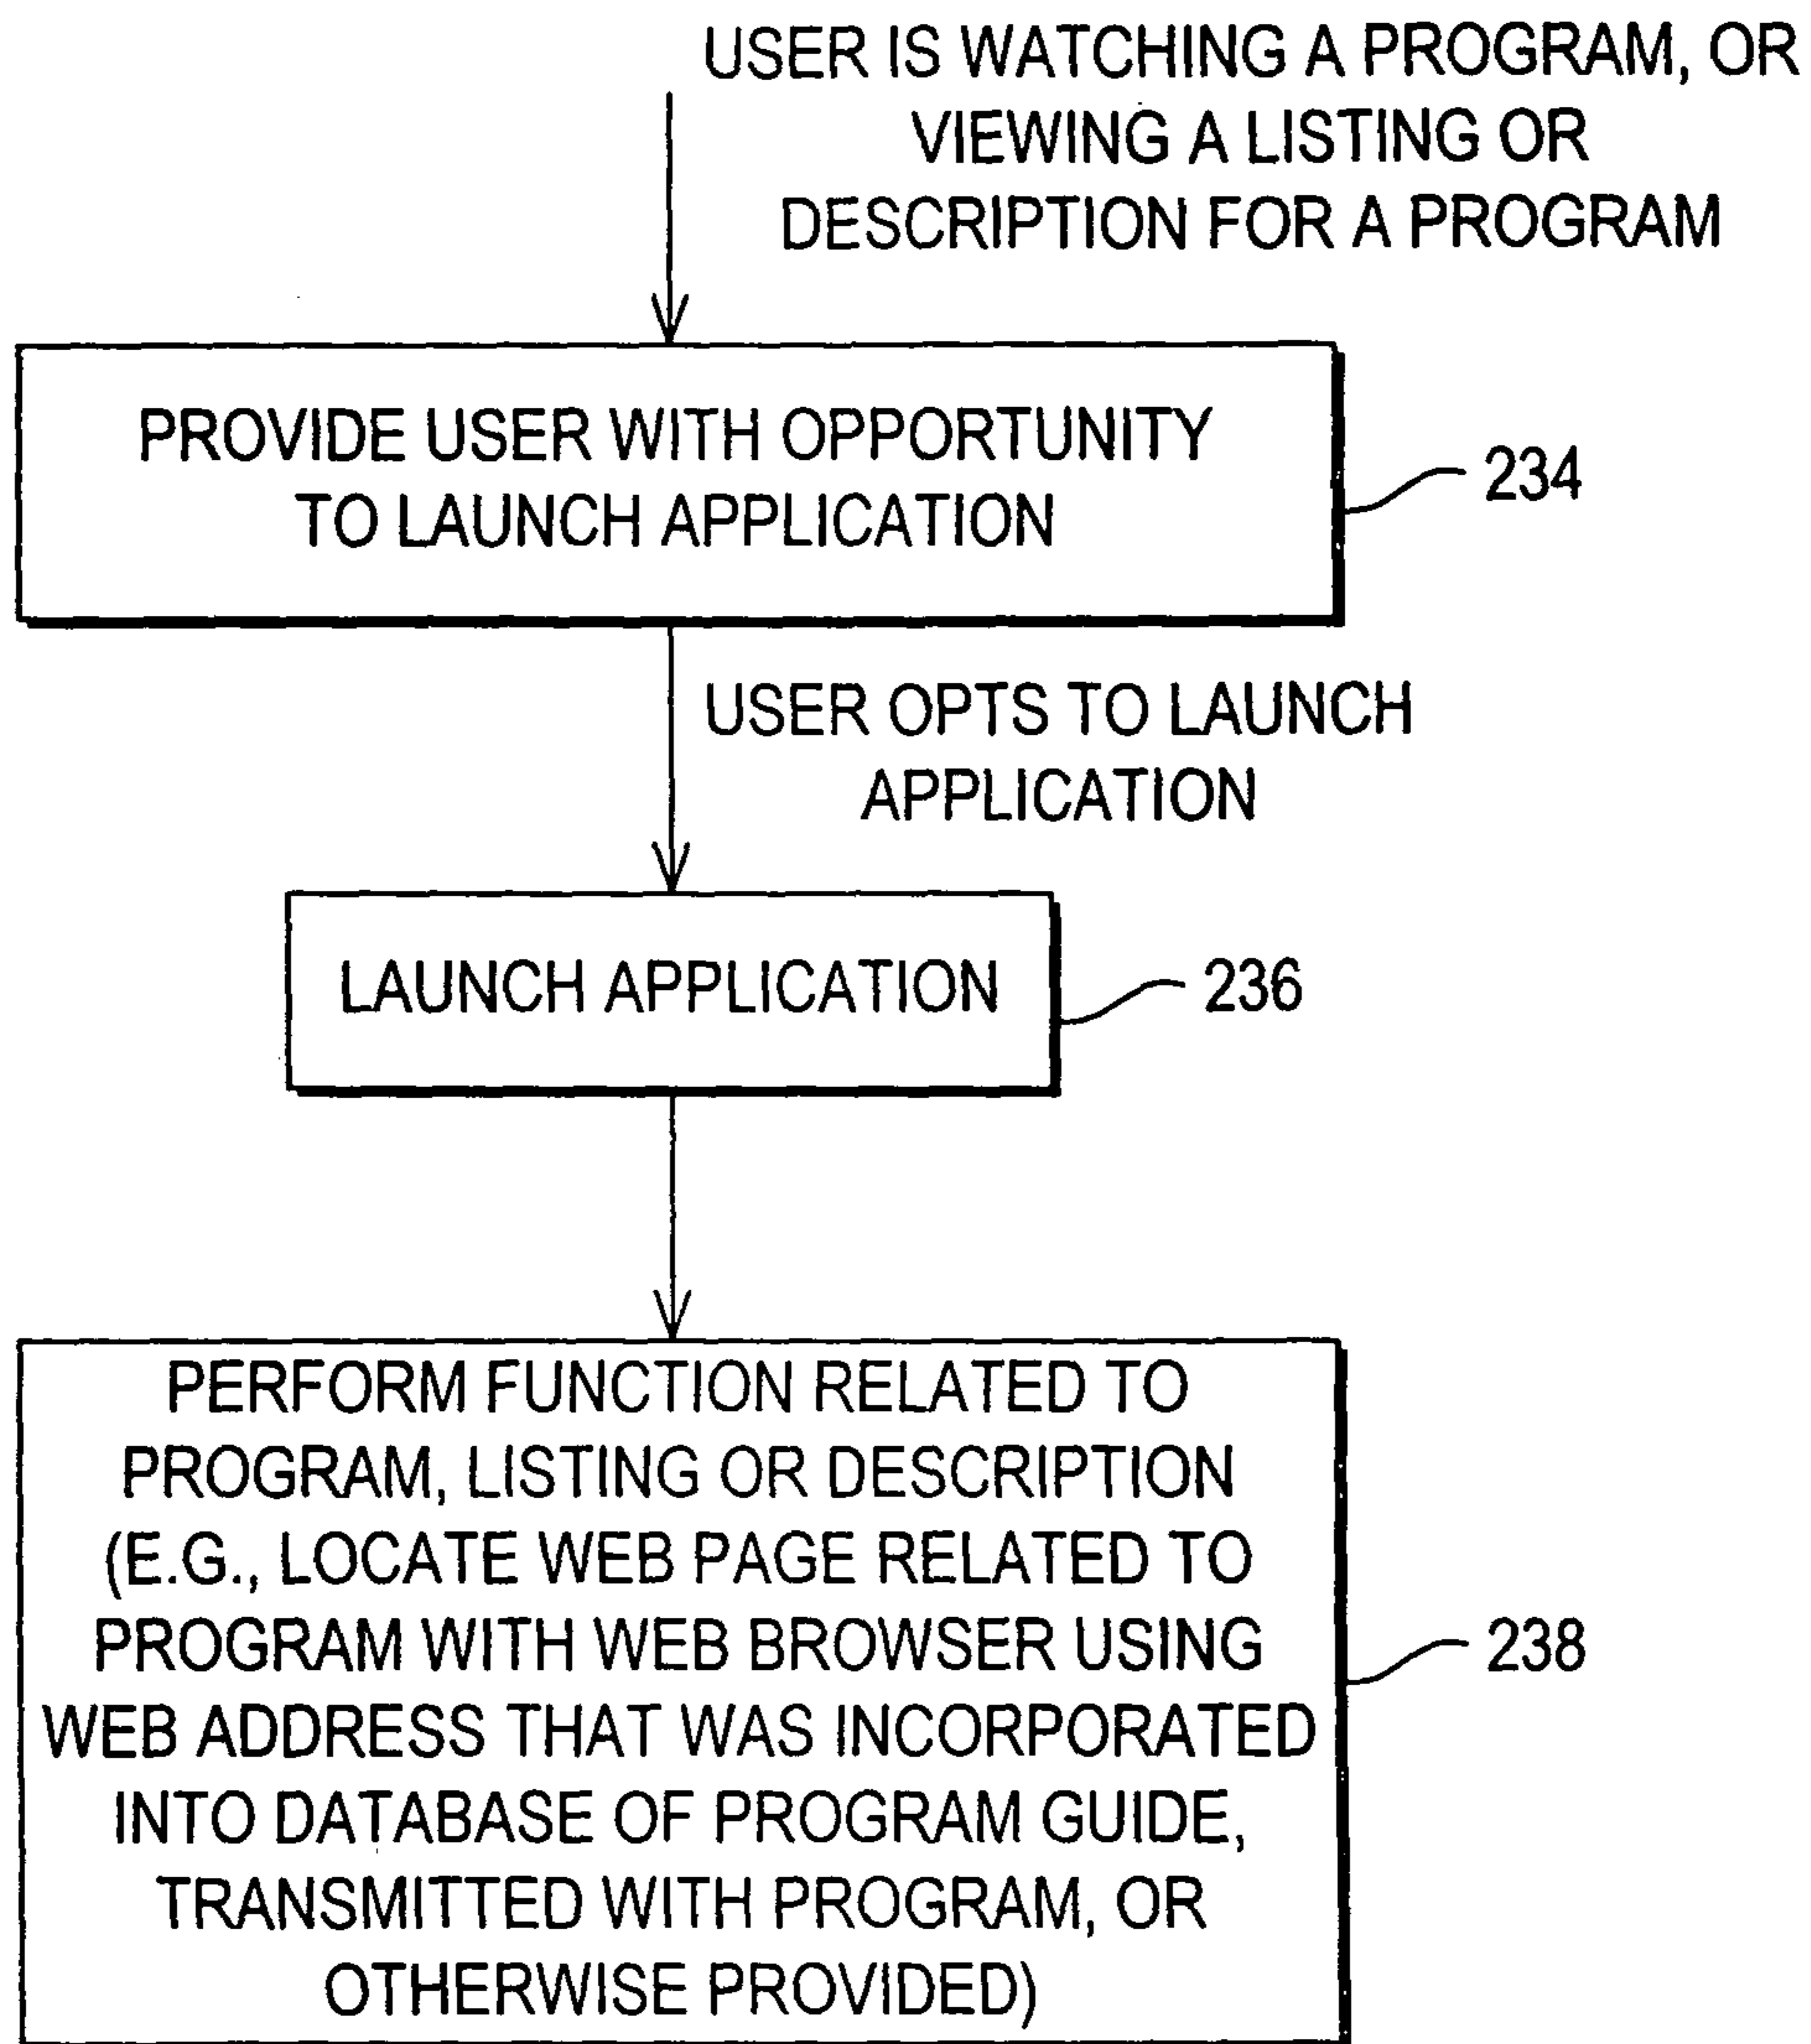 USER IS WATCHING A PROGRAM, OR
VIEWING A LISTING OR
DESCRIPTION FOR A PROGRAM
PROVIDE USER WITH OPPORTUNITY
TO LAUNCH APPLICATION
234
USER OPTS TO LAUNCH
APPLICATION
LAUNCH APPLICATION
236
PERFORM FUNCTION RELATED TO
PROGRAM, LISTING OR DESCRIPTION
(E.G., LOCATE WEB PAGE RELATED TO
PROGRAM WITH WEB BROWSER USING
WEB ADDRESS THAT WAS INCORPORATED
INTO DATABASE OF PROGRAM GUIDE,
TRANSMITTED WITH PROGRAM, OR
OTHERWISE PROVIDED)
238